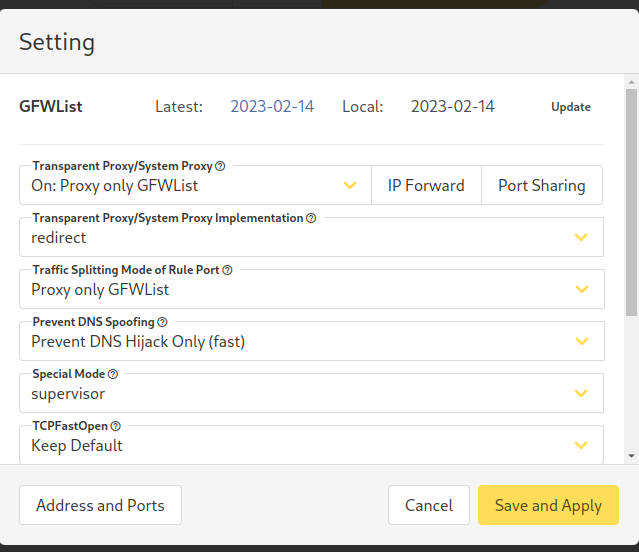 Setting
GFWList Latest: 2023-02-14 Local: 2023-02-14 Update
Transparent Proxy/System Proxy
On: Proxy only GFWList IP Forward Port Sharing
Transparent Proxy/System Proxy Implementation
redirect
Traffic Splitting Mode of Rule Port
Proxy only GFWList
Prevent DNS Spoofing
Prevent DNS Hijack Only (fast)
Special Mode
supervisor
TCPFastOpen
Keep Default
Address and Ports Cancel Save and Apply